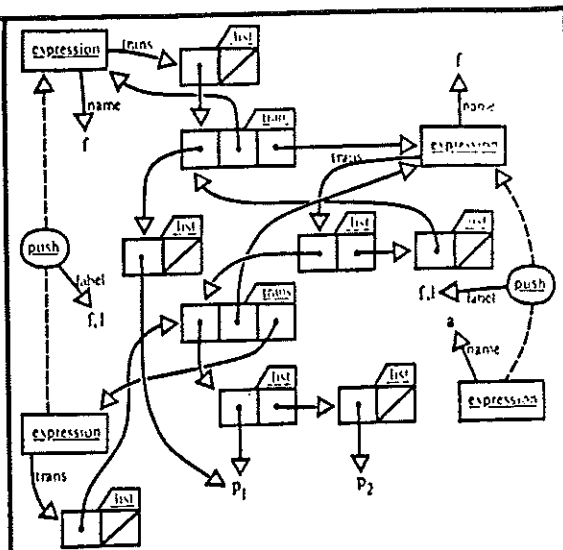 expression trans list
name
f
trans
f
name
expression
trans
list
list
list
push
label
f,1
trans
f,1 label push
a
name
list
list
expression
expression
trans
p₁ p₂
list